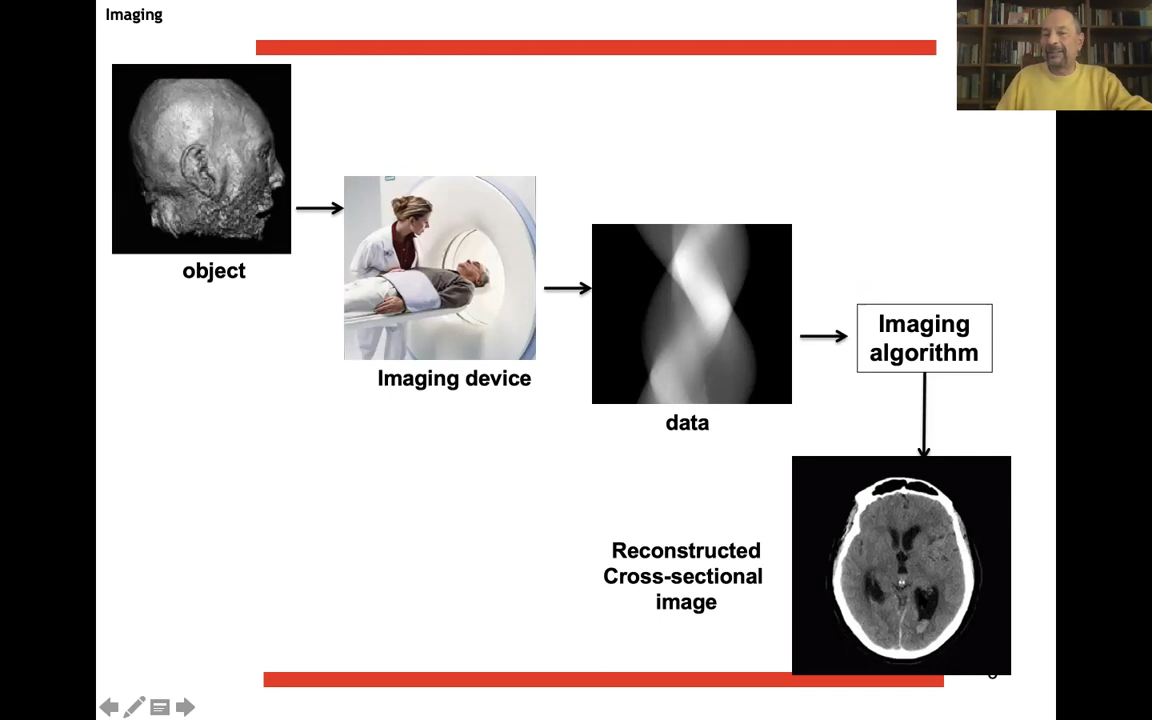 Imaging
object
Imaging device
data
Imaging
algorithm
Reconstructed
Cross-sectional
image